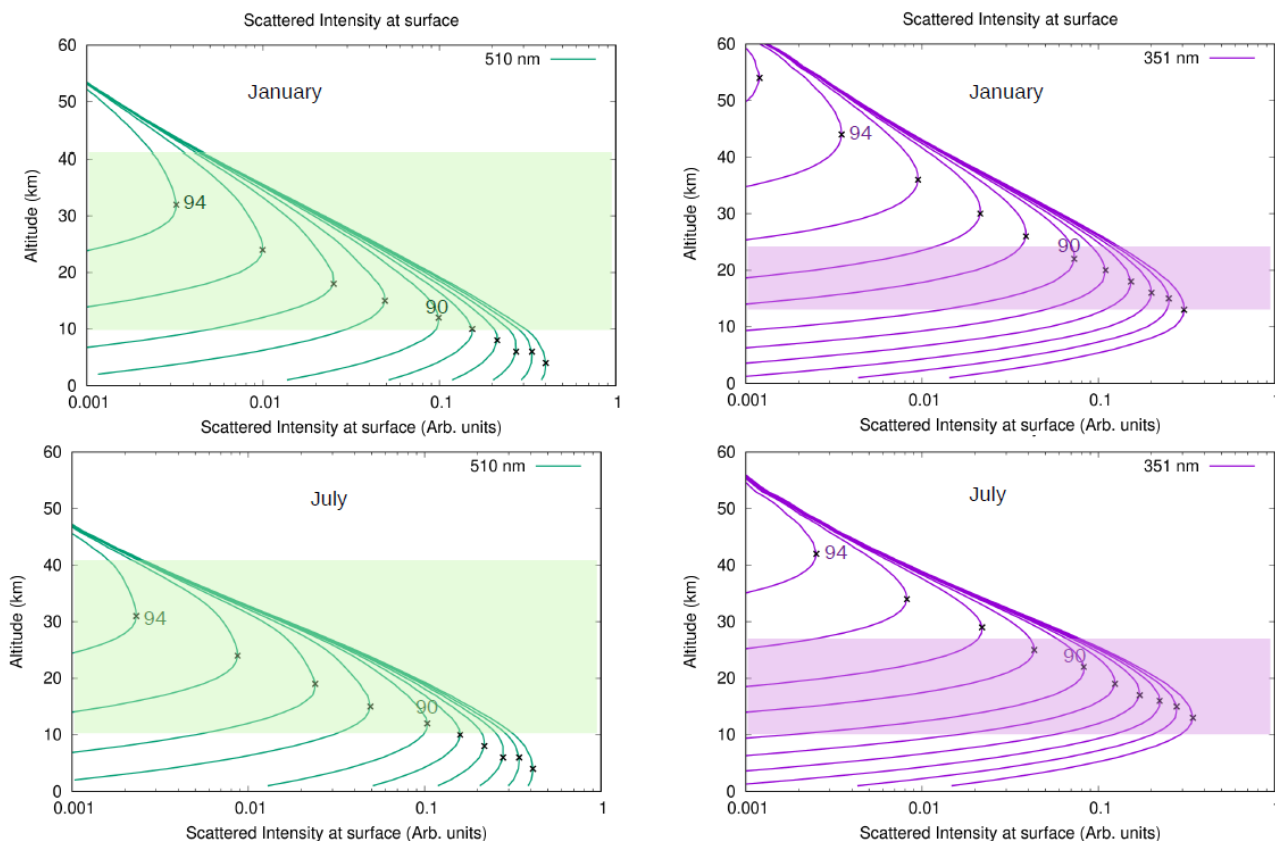 Scattered Intensity at surface
60
50
40
30
20
10
0
Altitude (km)
510 nm
January
94
90
0.001
0.01
0.1
1
Scattered Intensity at surface (Arb. units)
Scattered Intensity at surface
60
50
40
30
20
10
0
Altitude (km)
351 nm
January
94
90
0.001
0.01
0.1
1
Scattered Intensity at surface (Arb. units)
60
50
40
30
20
10
0
Altitude (km)
510 nm
July
94
90
0.001
0.01
0.1
1
Scattered Intensity at surface (Arb. units)
60
50
40
30
20
10
0
Altitude (km)
351 nm
July
94
90
0.001
0.01
0.1
1
Scattered Intensity at surface (Arb. units)